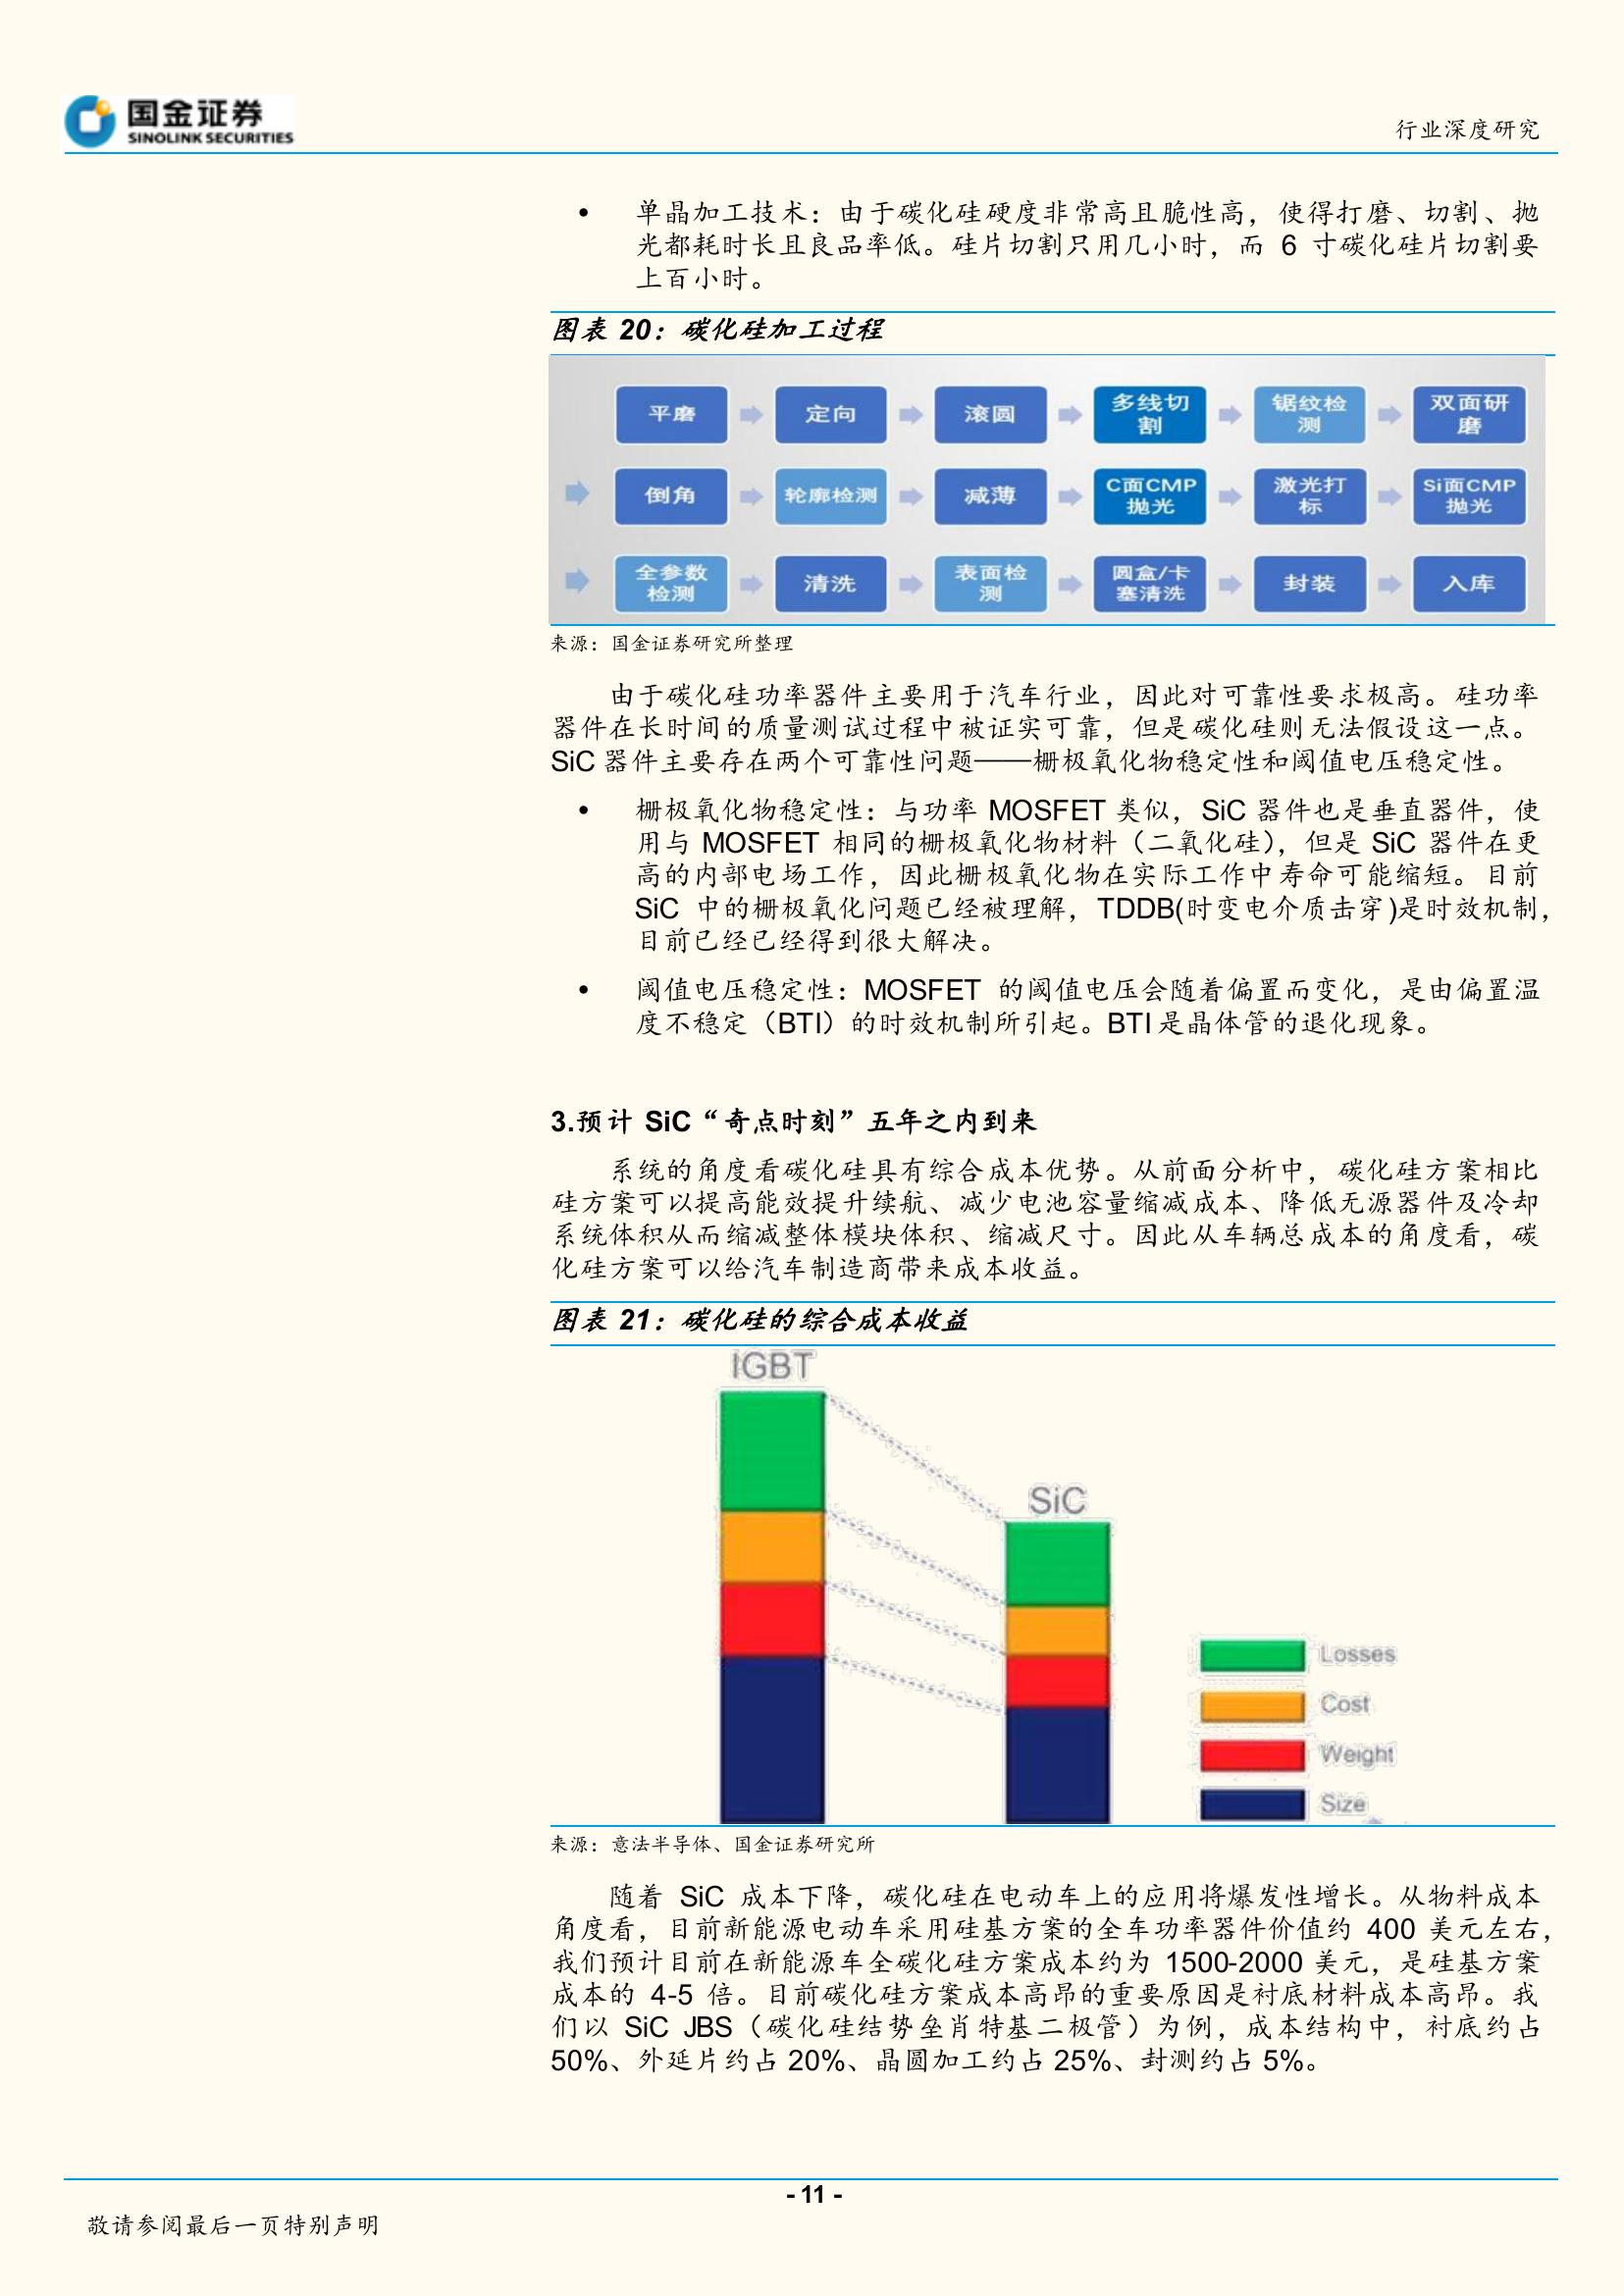 国金证券
SINOLINK SECURITIES
行业深度研究
• 单晶加工技术：由于碳化硅硬度非常高且脆性高，使得打磨、切割、抛
光都耗时长且良品率低。硅片切割只用几小时，而 6 寸碳化硅片切割要
上百小时。
图表 20：碳化硅加工过程
平磨 定向 滚圆 多线切割 锯纹检测 双面研磨
倒角 轮廓检测 减薄 C面CMP抛光 激光打标 Si面CMP抛光
全参数检测 清洗 表面检测 圆盒/卡塞清洗 封装 入库
来源：国金证券研究所整理
由于碳化硅功率器件主要用于汽车行业，因此对可靠性要求极高。硅功率
器件在长时间的质量测试过程中被证实可靠，但是碳化硅则无法假设这一点。
SiC 器件主要存在两个可靠性问题——栅极氧化物稳定性和阈值电压稳定性。
• 栅极氧化物稳定性：与功率 MOSFET 类似，SiC 器件也是垂直器件，使
用与 MOSFET 相同的栅极氧化物材料（二氧化硅），但是 SiC 器件在更
高的内部电场工作，因此栅极氧化物在实际工作中寿命可能缩短。目前
SiC 中的栅极氧化问题已经被理解，TDDB(时变电介质击穿)是时效机制，
目前已经已经得到很大解决。
• 阈值电压稳定性：MOSFET 的阈值电压会随着偏置而变化，是由偏置温
度不稳定（BTI）的时效机制所引起。BTI 是晶体管的退化现象。
3.预计 SiC“奇点时刻”五年之内到来
系统的角度看碳化硅具有综合成本优势。从前面分析中，碳化硅方案相比
硅方案可以提高能效提升续航、减少电池容量缩减成本、降低无源器件及冷却
系统体积从而缩减整体模块体积、缩减尺寸。因此从车辆总成本的角度看，碳
化硅方案可以给汽车制造商带来成本收益。
图表 21：碳化硅的综合成本收益
IGBT
SiC
Losses
Cost
Weight
Size
来源：意法半导体、国金证券研究所
随着 SiC 成本下降，碳化硅在电动车上的应用将爆发性增长。从物料成本
角度看，目前新能源电动车采用硅基方案的全车功率器件价值约 400 美元左右，
我们预计目前在新能源车全碳化硅方案成本约为 1500-2000 美元，是硅基方案
成本的 4-5 倍。目前碳化硅方案成本高昂的重要原因是衬底材料成本高昂。我
们以 SiC JBS（碳化硅结势垒肖特基二极管）为例，成本结构中，衬底约占
50%、外延片约占 20%、晶圆加工约占 25%、封测约占 5%。
- 11 -
敬请参阅最后一页特别声明